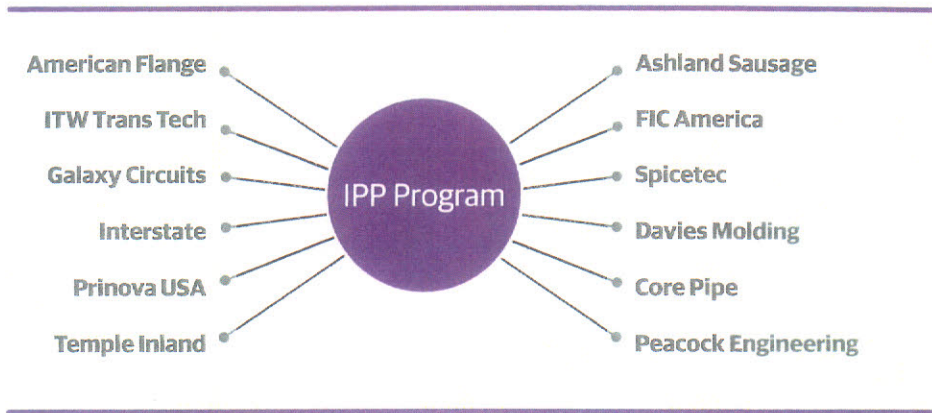 American Flange
ITW Trans Tech
Galaxy Circuits
Interstate
Prinova USA
Temple Inland
IPP Program
Ashland Sausage
FIC America
Spicetec
Davies Molding
Core Pipe
Peacock Engineering